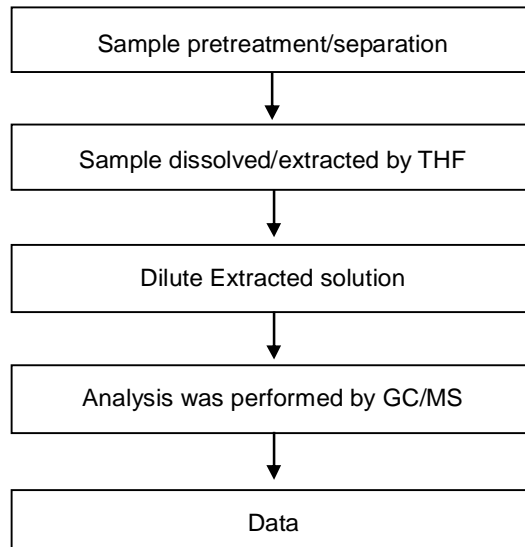 Sample pretreatment/separation
Sample dissolved/extracted by THF
Dilute Extracted solution
Analysis was performed by GC/MS
Data